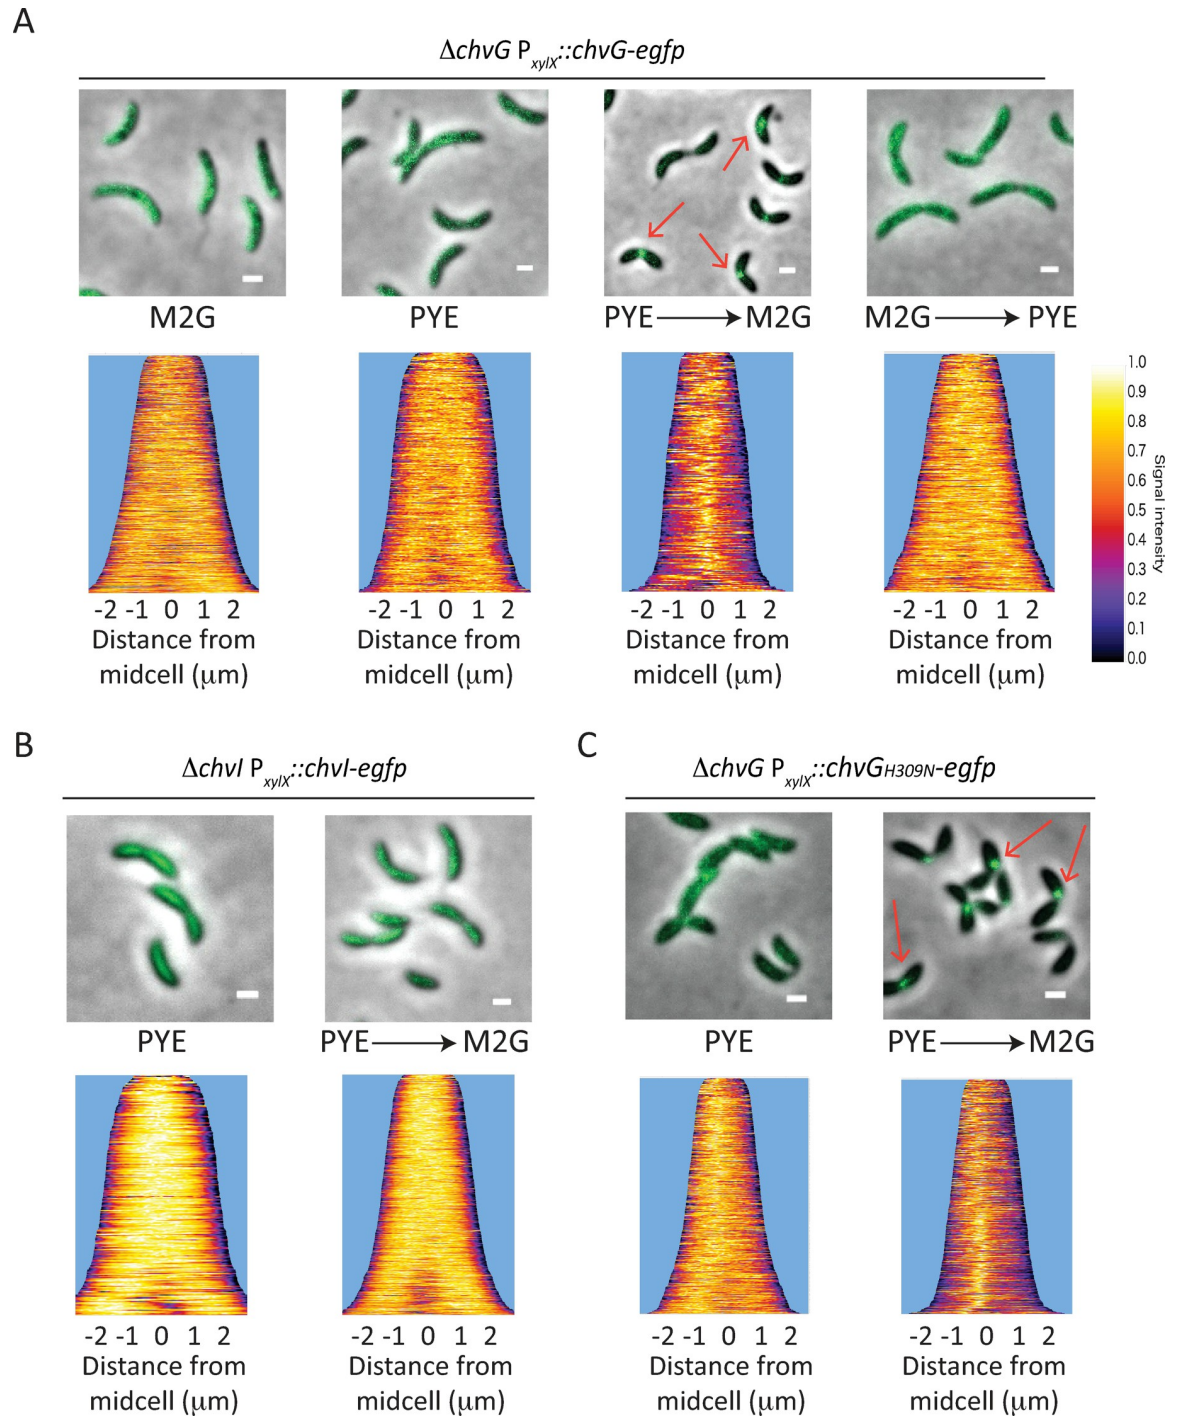 A
ΔchvG PxylX::chvG-egfp
M2G
PYE
PYE → M2G
M2G → PYE
1.0
0.9
0.8
0.7
0.6
0.5
0.4
0.3
0.2
0.1
0.0
Signal intensity
-2 -1 0 1 2
Distance from
midcell (μm)
-2 -1 0 1 2
Distance from
midcell (μm)
-2 -1 0 1 2
Distance from
midcell (μm)
-2 -1 0 1 2
Distance from
midcell (μm)
B
ΔchvI PxylX::chvI-egfp
PYE
PYE → M2G
-2 -1 0 1 2
Distance from
midcell (μm)
-2 -1 0 1 2
Distance from
midcell (μm)
C
ΔchvG PxylX::chvGH309N-egfp
PYE
PYE → M2G
-2 -1 0 1 2
Distance from
midcell (μm)
-2 -1 0 1 2
Distance from
midcell (μm)